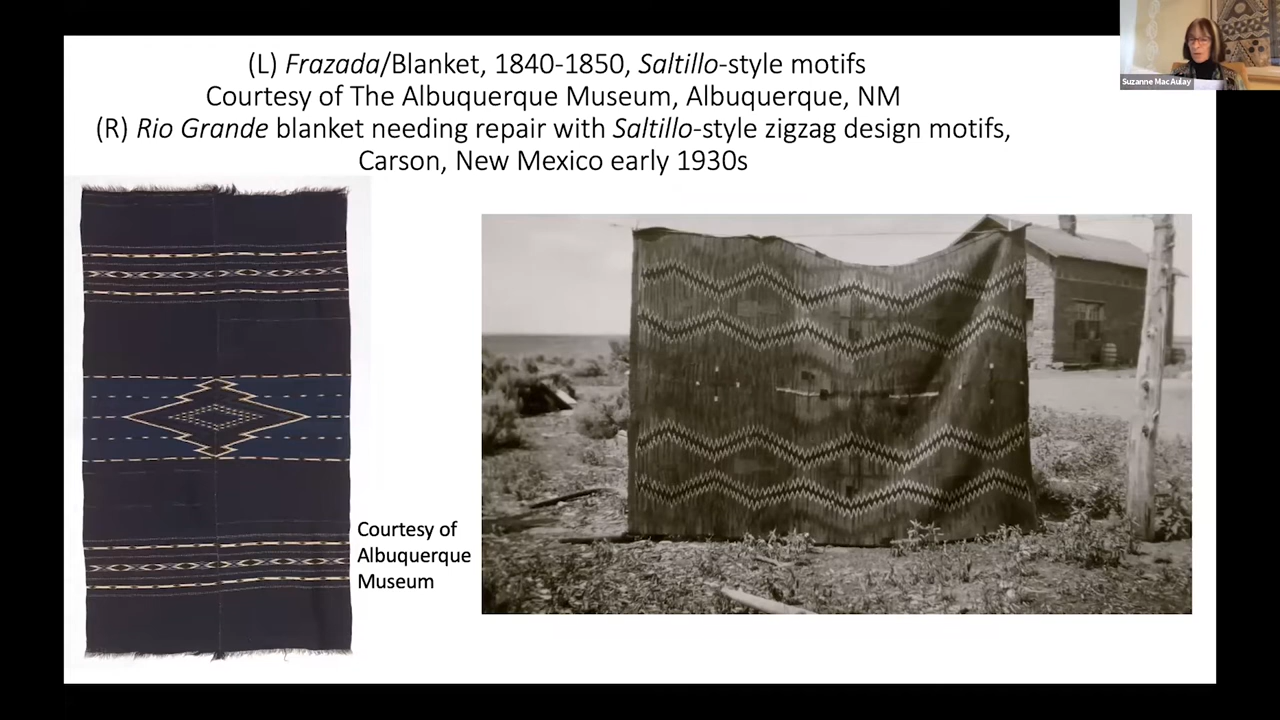 (L) Frazada/Blanket, 1840-1850, Saltillo-style motifs
Courtesy of The Albuquerque Museum, Albuquerque, NM
(R) Rio Grande blanket needing repair with Saltillo-style zigzag design motifs,
Carson, New Mexico early 1930s
Courtesy of
Albuquerque
Museum
Suzanne MacAulay